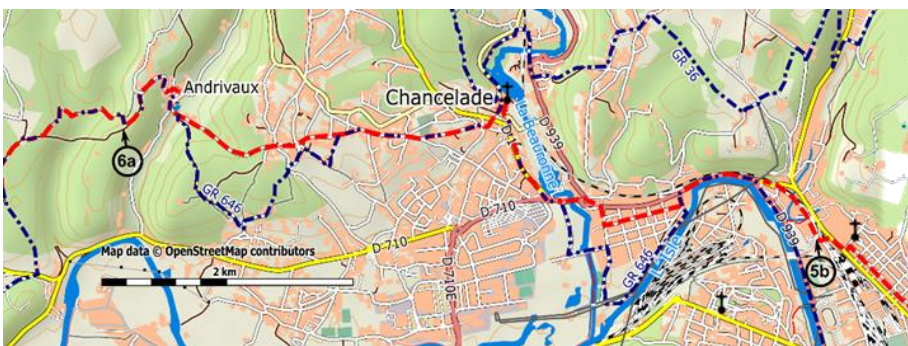 GR 36
Andrivaux
Chancelade
D 1
La Beauronne
D 939
6a
GR 646
D 710
D 710
Map data © OpenStreetMap contributors
2 km
D 710E
GR 646
L'Isle
D 939
5b